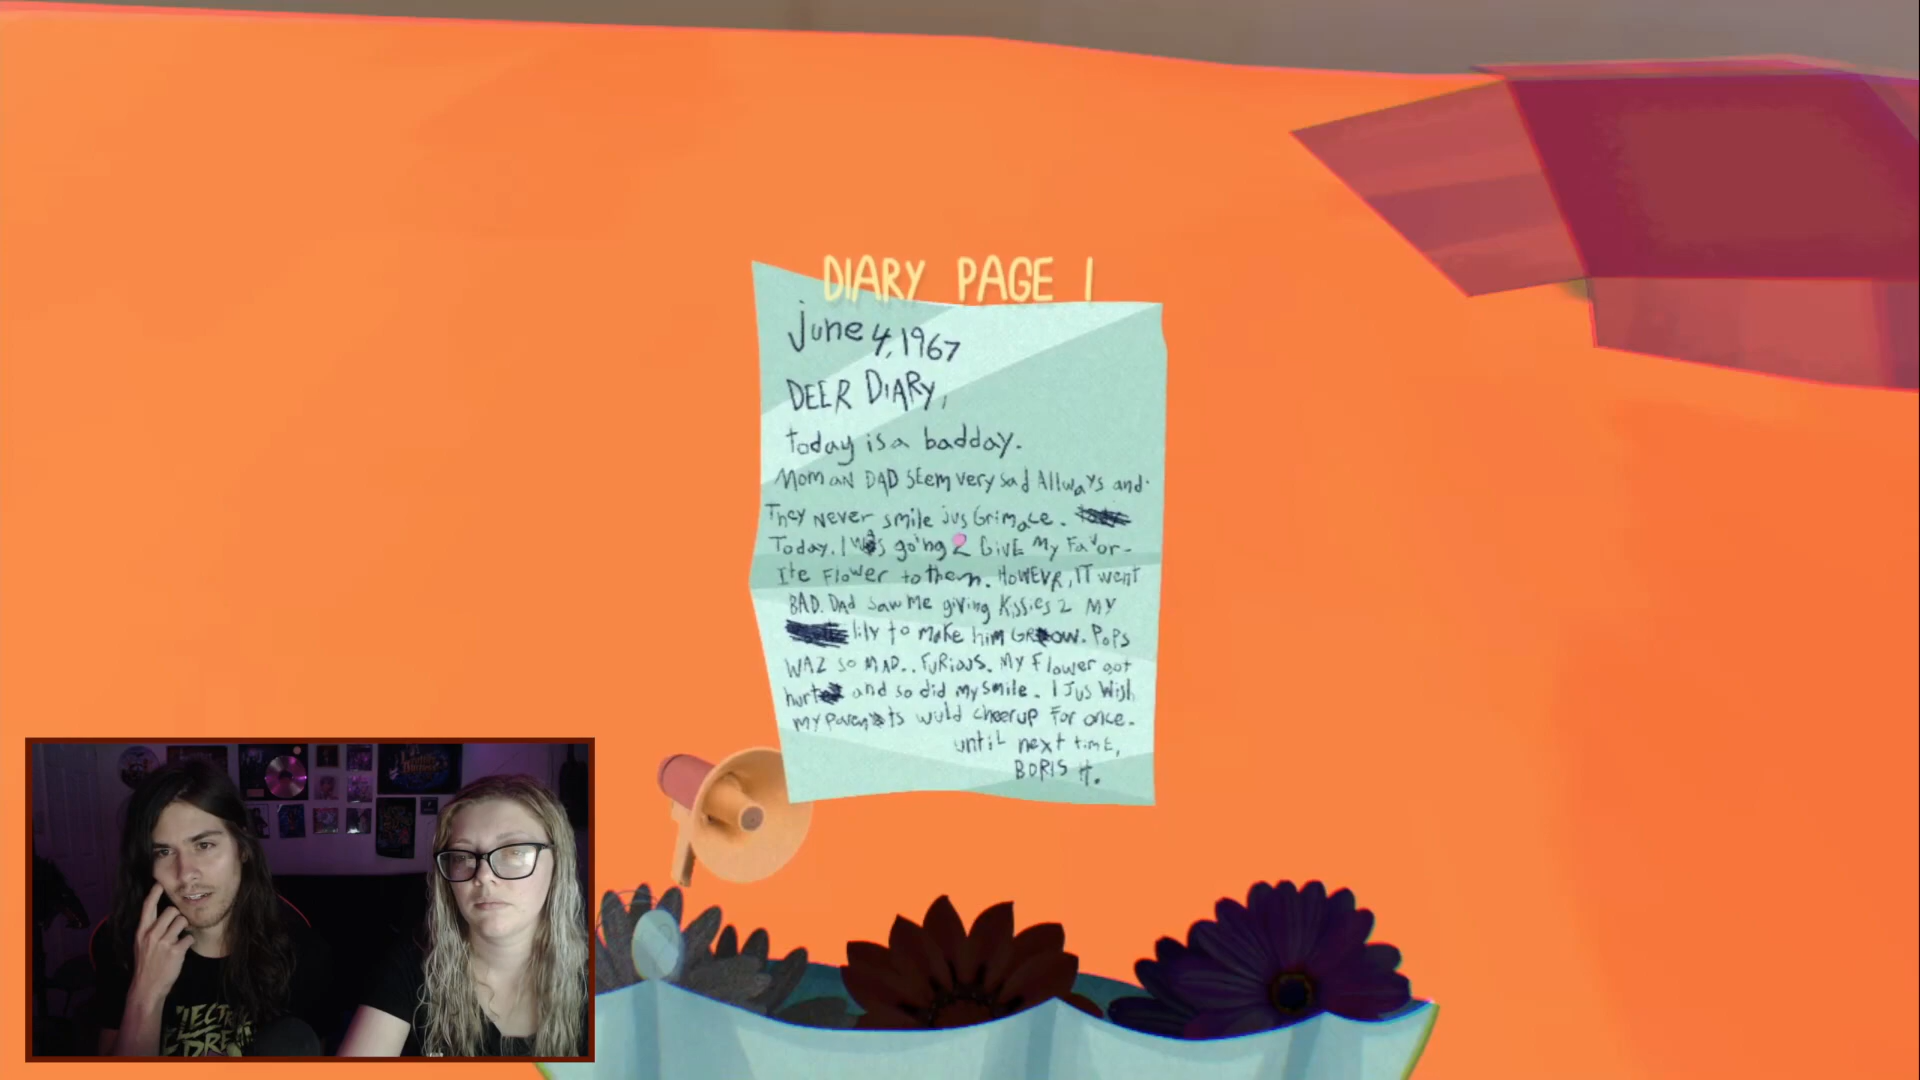 DIARY PAGE 1
june 4, 1967
DEER DIARY,
today is a badday.
Mom aN DAD SEem very sad Allways and
They Never smile jus Grimace.
Today. I Was going 2 GivE My Favor-
Ite Flower to them. HowEVR, IT went
BAD. DAd saw me giving Kissies 2 MY
lily to make him GRow. PoPs
WAZ so MAD.. FURiouS. My Flower got
hurt and so did my smile. I Jus Wish
my parents wuld cheerup For once.
until next timE,
BORIS H.